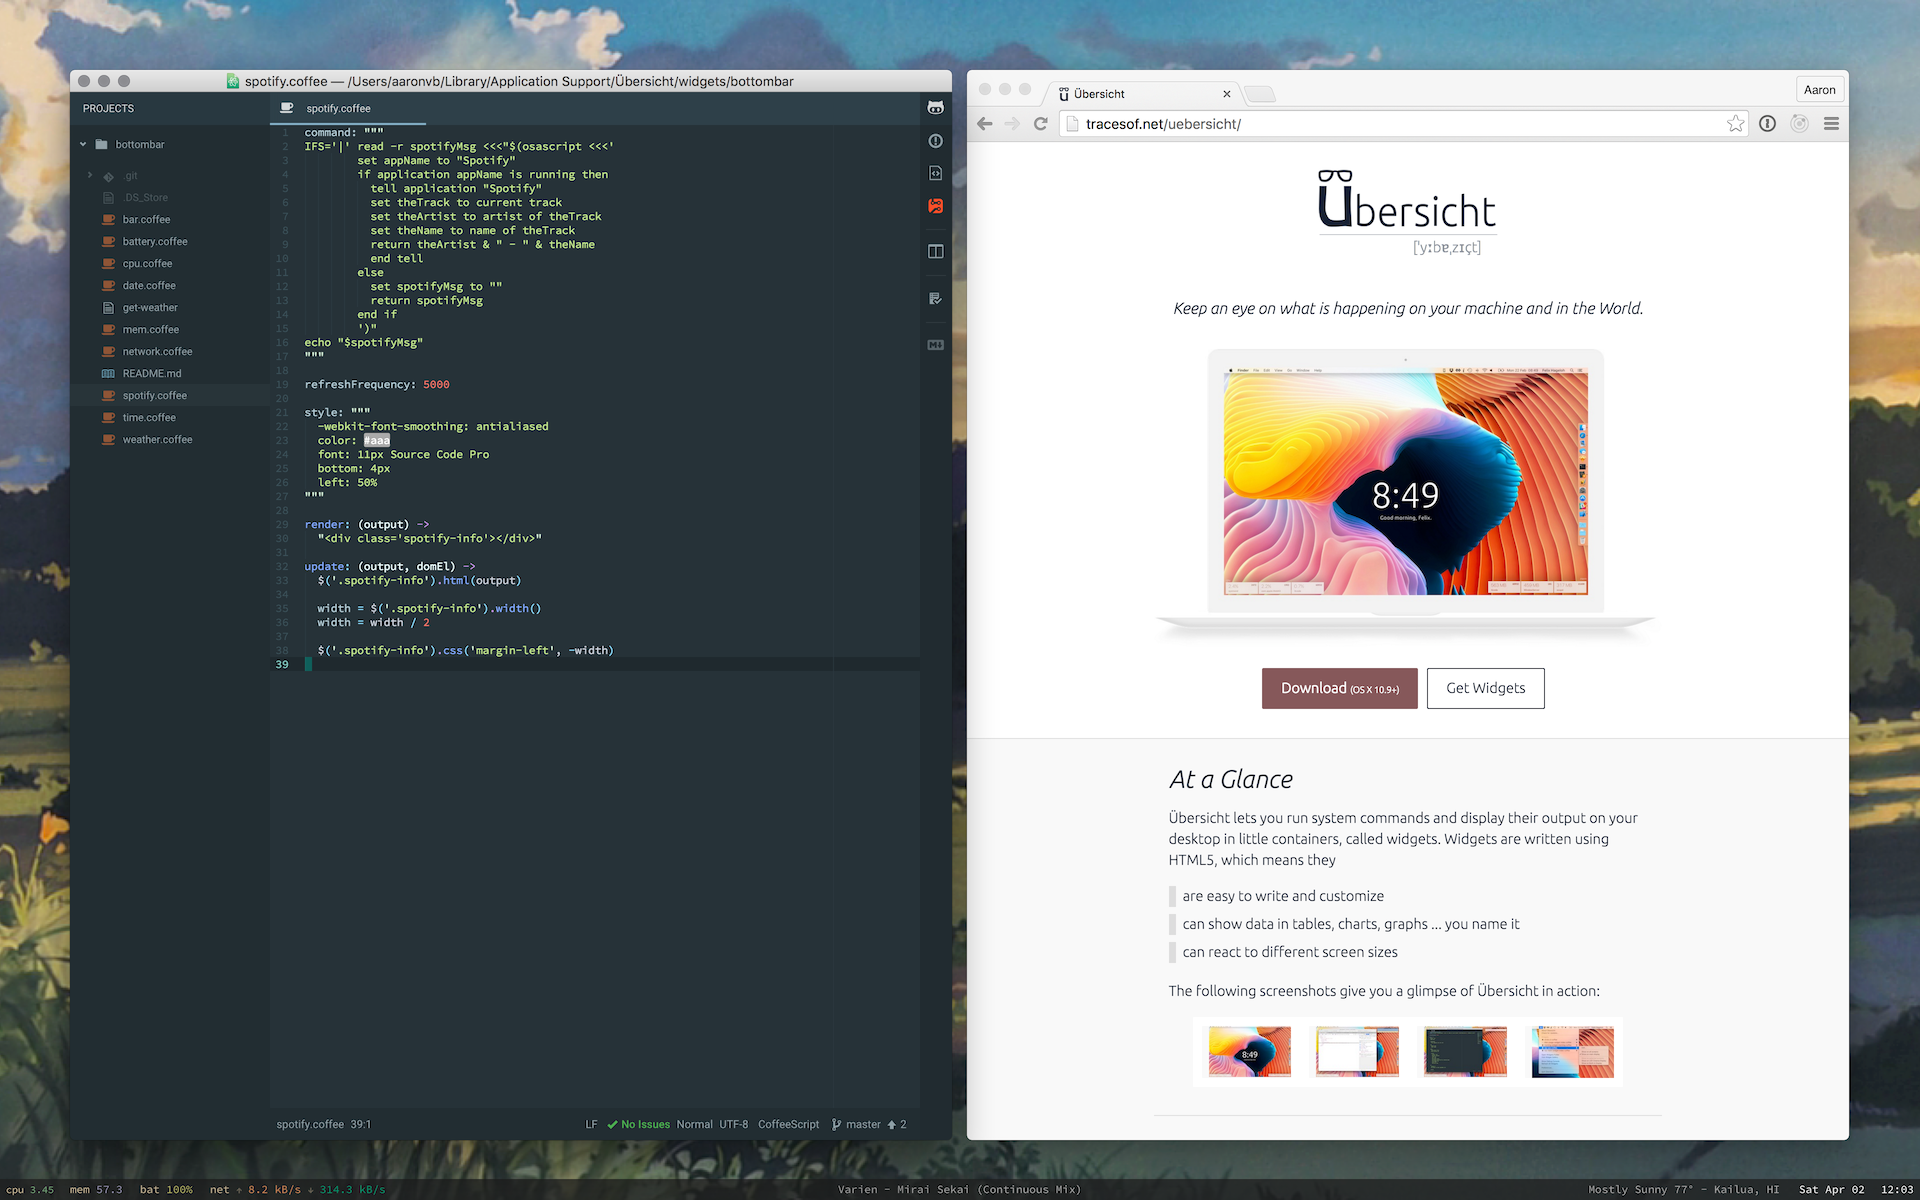 spotify.coffee — /Users/aaronvb/Library/Application Support/Übersicht/widgets/bottombar
PROJECTS
bottombar
.git
.DS_Store
bar.coffee
battery.coffee
cpu.coffee
date.coffee
get-weather
mem.coffee
network.coffee
README.md
spotify.coffee
time.coffee
weather.coffee
spotify.coffee
1 command: """
2 IFS='|' read -r spotifyMsg <<<"$(osascript <<<'
3 set appName to "Spotify"
4 if application appName is running then
5 tell application "Spotify"
6 set theTrack to current track
7 set theArtist to artist of theTrack
8 set theName to name of theTrack
9 return theArtist & " - " & theName
10 end tell
11 else
12 set spotifyMsg to ""
13 return spotifyMsg
14 end if
15 ')"
16 echo "$spotifyMsg"
17 """
18
19 refreshFrequency: 5000
20
21 style: """
22 -webkit-font-smoothing: antialiased
23 color: #aaa
24 font: 11px Source Code Pro
25 bottom: 4px
26 left: 50%
27 """
28
29 render: (output) ->
30 "<div class='spotify-info'></div>"
31
32 update: (output, domEl) ->
33 $('.spotify-info').html(output)
34
35 width = $('.spotify-info').width()
36 width = width / 2
37
38 $('.spotify-info').css('margin-left', -width)
39
spotify.coffee 39:1
LF No Issues Normal UTF-8 CoffeeScript master 2
Übersicht
Aaron
tracesof.net/uebersicht/
Übersicht
['yːbɐˌzɪçt]
Keep an eye on what is happening on your machine and in the World.
8:49
Good morning, Felix.
Download (OS X 10.9+)
Get Widgets
At a Glance
Übersicht lets you run system commands and display their output on your
desktop in little containers, called widgets. Widgets are written using
HTML5, which means they
are easy to write and customize
can show data in tables, charts, graphs ... you name it
can react to different screen sizes
The following screenshots give you a glimpse of Übersicht in action:
8:49
cpu 3.45 mem 57.3 bat 100% net ↑ 8.2 kB/s ↓ 314.3 kB/s
Varien - Mirai Sekai (Continuous Mix)
Mostly Sunny 77° - Kailua, HI Sat Apr 02 12:03